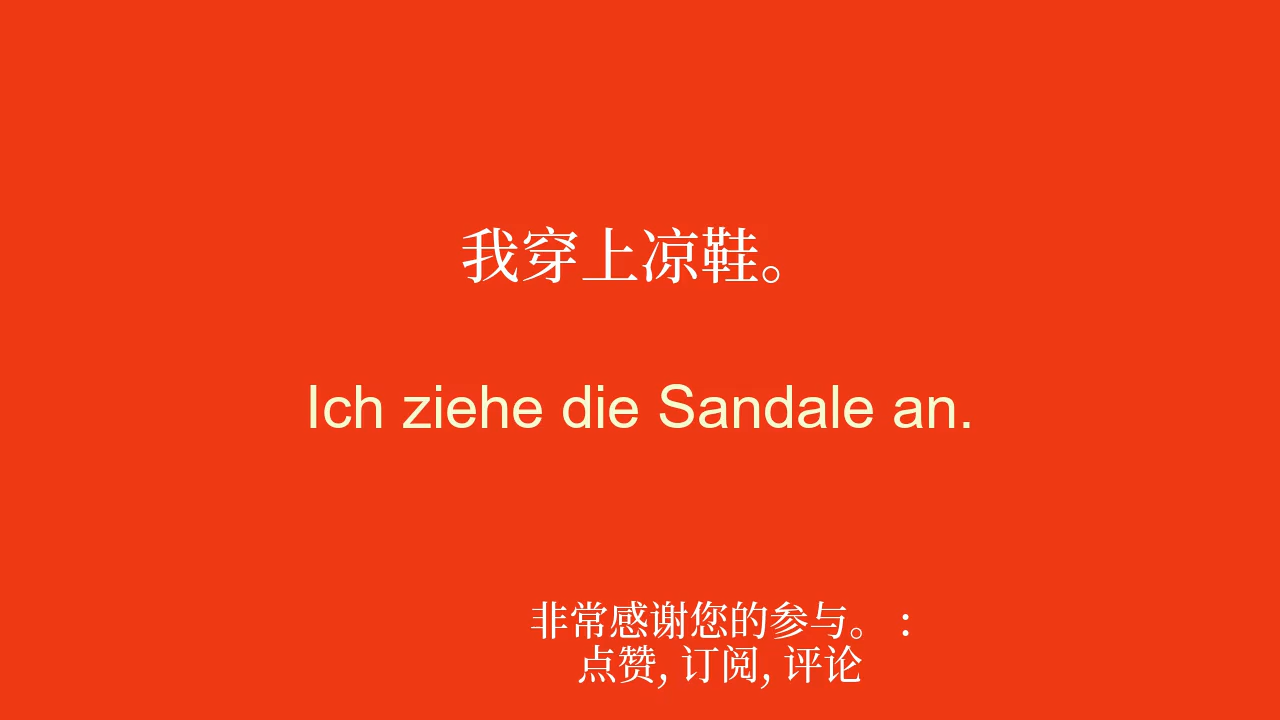 我穿上凉鞋。
Ich ziehe die Sandale an.
非常感谢您的参与。 :
点赞, 订阅, 评论